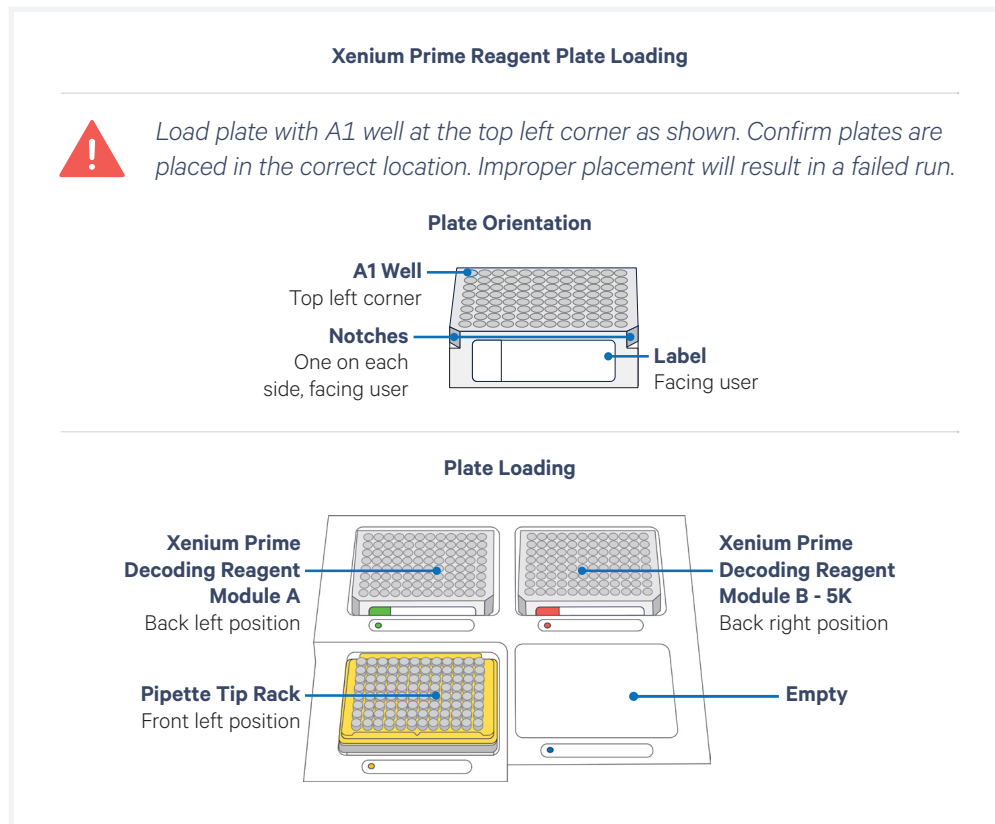 Xenium Prime Reagent Plate Loading
Load plate with A1 well at the top left corner as shown. Confirm plates are
placed in the correct location. Improper placement will result in a failed run.
Plate Orientation
A1 Well
Top left corner
Notches
One on each
side, facing user
Label
Facing user
Plate Loading
Xenium Prime
Decoding Reagent
Module A
Back left position
Xenium Prime
Decoding Reagent
Module B - 5K
Back right position
Pipette Tip Rack
Front left position
Empty